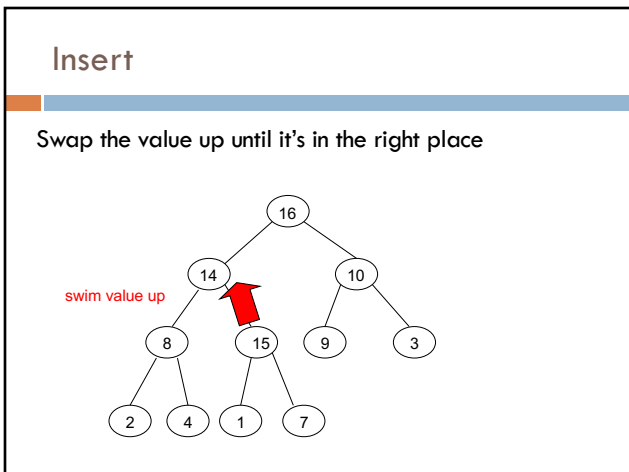 Insert
Swap the value up until it's in the right place
16
14 10
swim value up
8 15 9 3
2 4 1 7